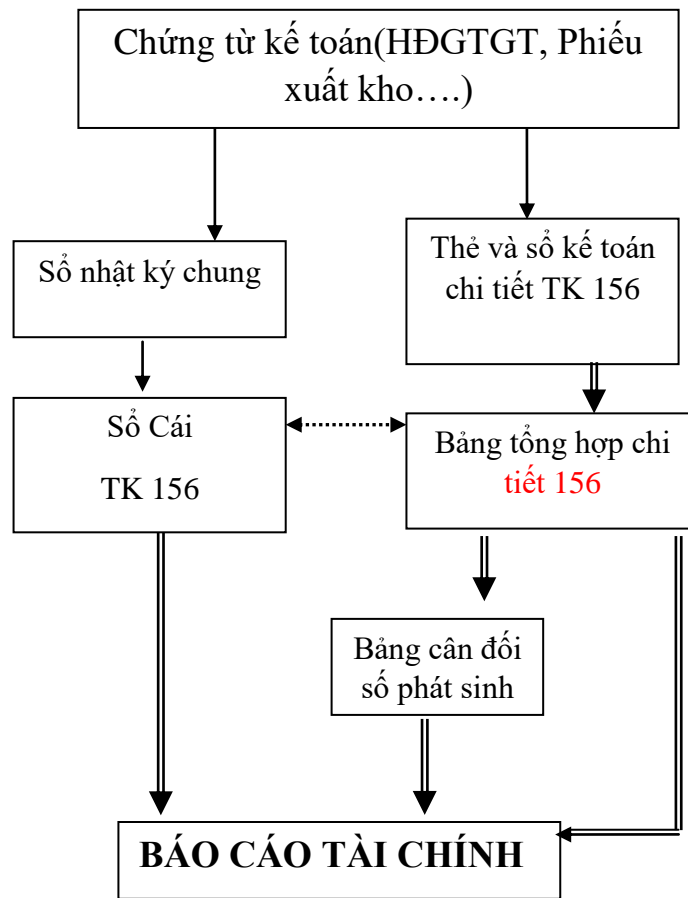 Chứng từ kế toán(HĐGTGT, Phiếu
xuất kho….)
Sổ nhật ký chung
Thẻ và sổ kế toán
chi tiết TK 156
Sổ Cái
TK 156
Bảng tổng hợp chi
tiết 156
Bảng cân đối
số phát sinh
BÁO CÁO TÀI CHÍNH